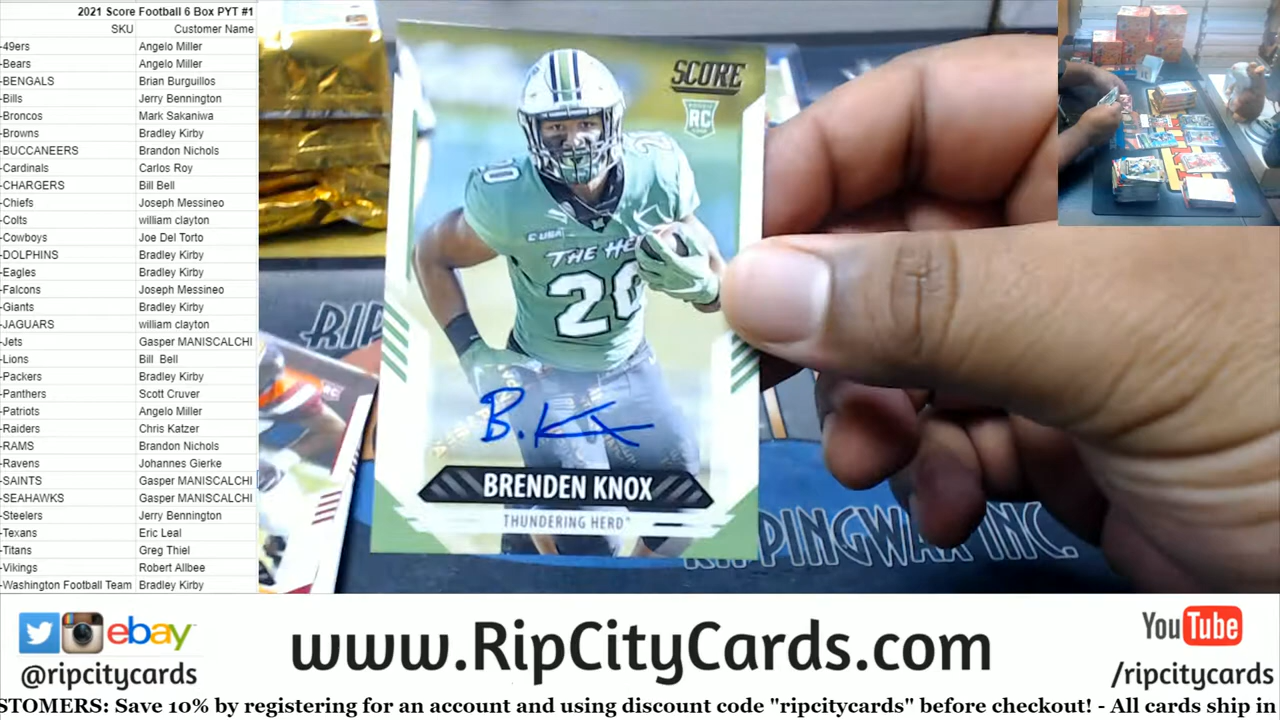 2021 Score Football 6 Box PYT #1
SKU Customer Name
-49ers Angelo Miller
-Bears Angelo Miller
-BENGALS Brian Burguillos
-Bills Jerry Bennington
-Broncos Mark Sakaniwa
-Browns Bradley Kirby
-BUCCANEERS Brandon Nichols
-Cardinals Carlos Roy
-CHARGERS Bill Bell
-Chiefs Joseph Messineo
-Colts william clayton
-Cowboys Joe Del Torto
-DOLPHINS Bradley Kirby
-Eagles Bradley Kirby
-Falcons Joseph Messineo
-Giants Bradley Kirby
-JAGUARS william clayton
-Jets Gasper MANISCALCHI
-Lions Bill Bell
-Packers Bradley Kirby
-Panthers Scott Cruver
-Patriots Angelo Miller
-Raiders Chris Katzer
-RAMS Brandon Nichols
-Ravens Johannes Gierke
-SAINTS Gasper MANISCALCHI
-SEAHAWKS Gasper MANISCALCHI
-Steelers Jerry Bennington
-Texans Eric Leal
-Titans Greg Thiel
-Vikings Robert Allbee
-Washington Football Team Bradley Kirby
SCORE
RC
20
20
C-USA
THE HE
20
B. K
BRENDEN KNOX
THUNDERING HERD
RIP
RIPPINGWAX INC.
ebay
@ripcitycards
www.RipCityCards.com
YouTube
/ripcitycards
STOMERS: Save 10% by registering for an account and using discount code "ripcitycards" before checkout! - All cards ship in